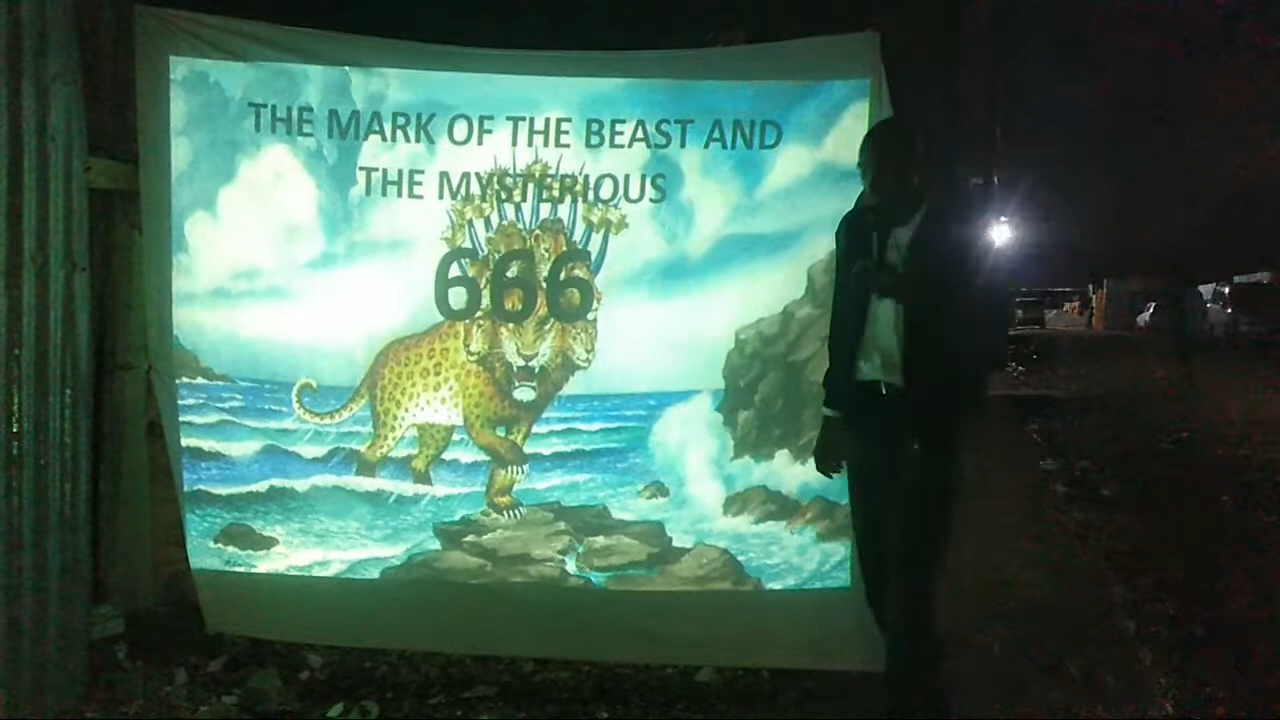 THE MARK OF THE BEAST AND
THE MYSTERIOUS
666